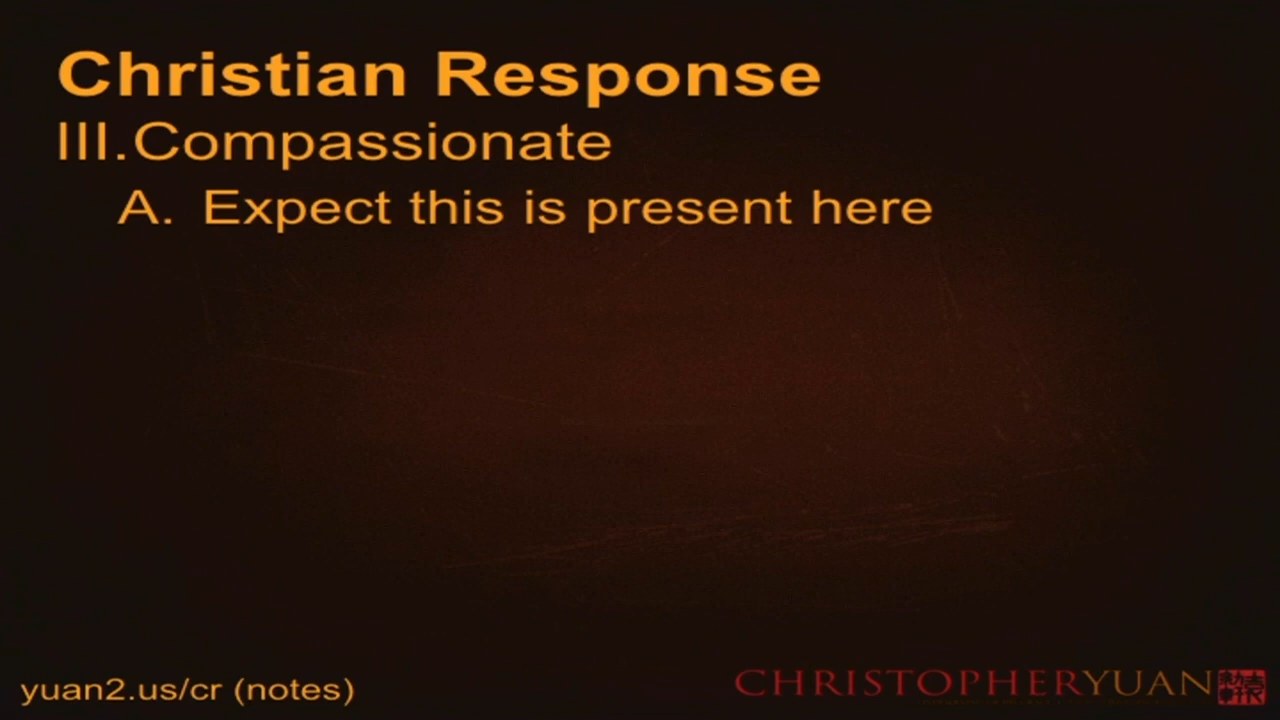 Christian Response
III. Compassionate
A. Expect this is present here
yuan2.us/cr (notes)
CHRISTOPHERYUAN